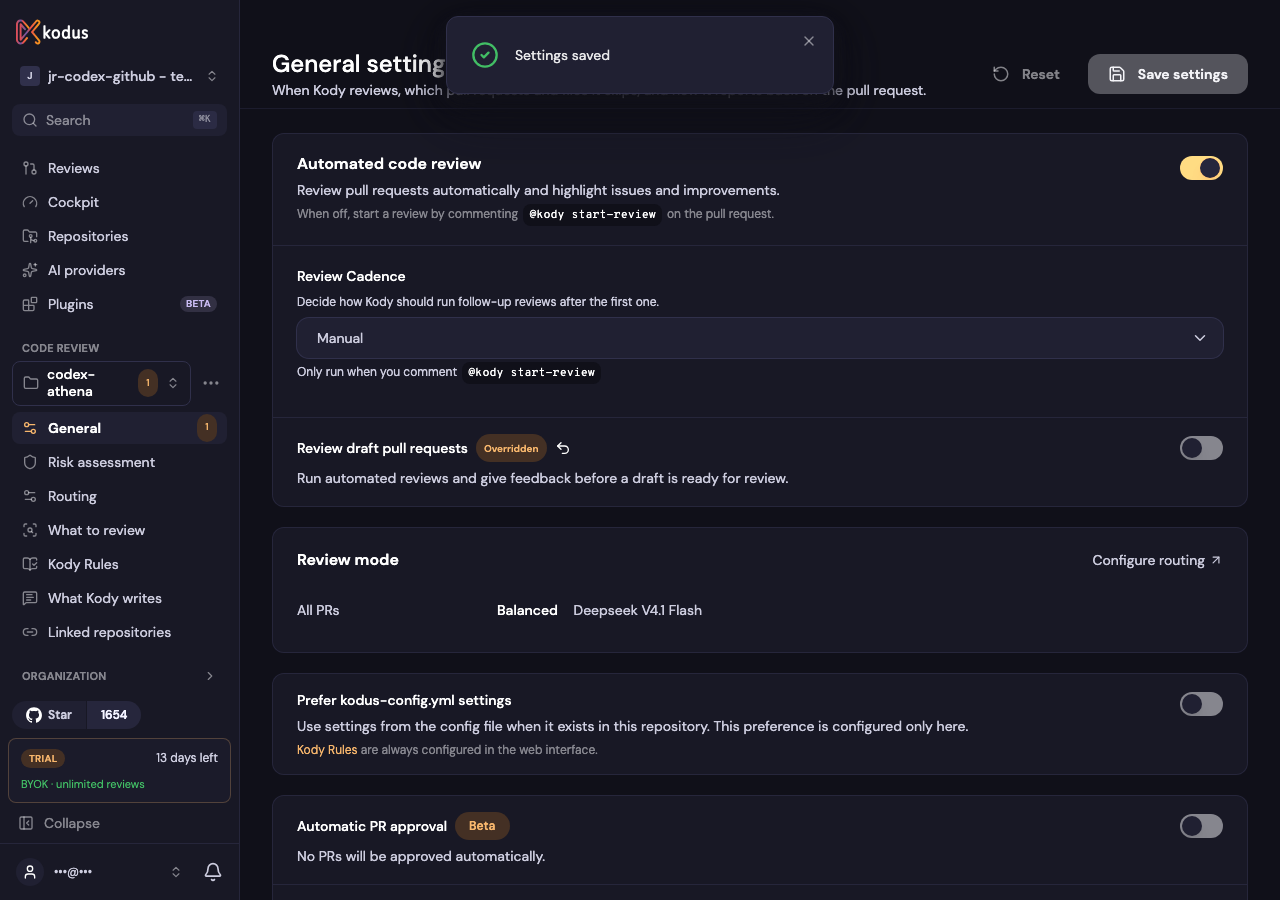 kodus
J jr-codex-github - te...
Search ⌘K
Reviews
Cockpit
Repositories
AI providers
Plugins BETA
CODE REVIEW
codex-athena 1
General 1
Risk assessment
Routing
What to review
Kody Rules
What Kody writes
Linked repositories
ORGANIZATION
Star 1654
TRIAL 13 days left
BYOK · unlimited reviews
Collapse
•••@•••
Settings saved
General setting
When Kody reviews, which
the pull request.
Reset
Save settings
Automated code review
Review pull requests automatically and highlight issues and improvements.
When off, start a review by commenting @kody start-review on the pull request.
Review Cadence
Decide how Kody should run follow-up reviews after the first one.
Manual
Only run when you comment @kody start-review
Review draft pull requests Overridden
Run automated reviews and give feedback before a draft is ready for review.
Review mode
Configure routing
All PRs Balanced Deepseek V4.1 Flash
Prefer kodus-config.yml settings
Use settings from the config file when it exists in this repository. This preference is configured only here.
Kody Rules are always configured in the web interface.
Automatic PR approval Beta
No PRs will be approved automatically.